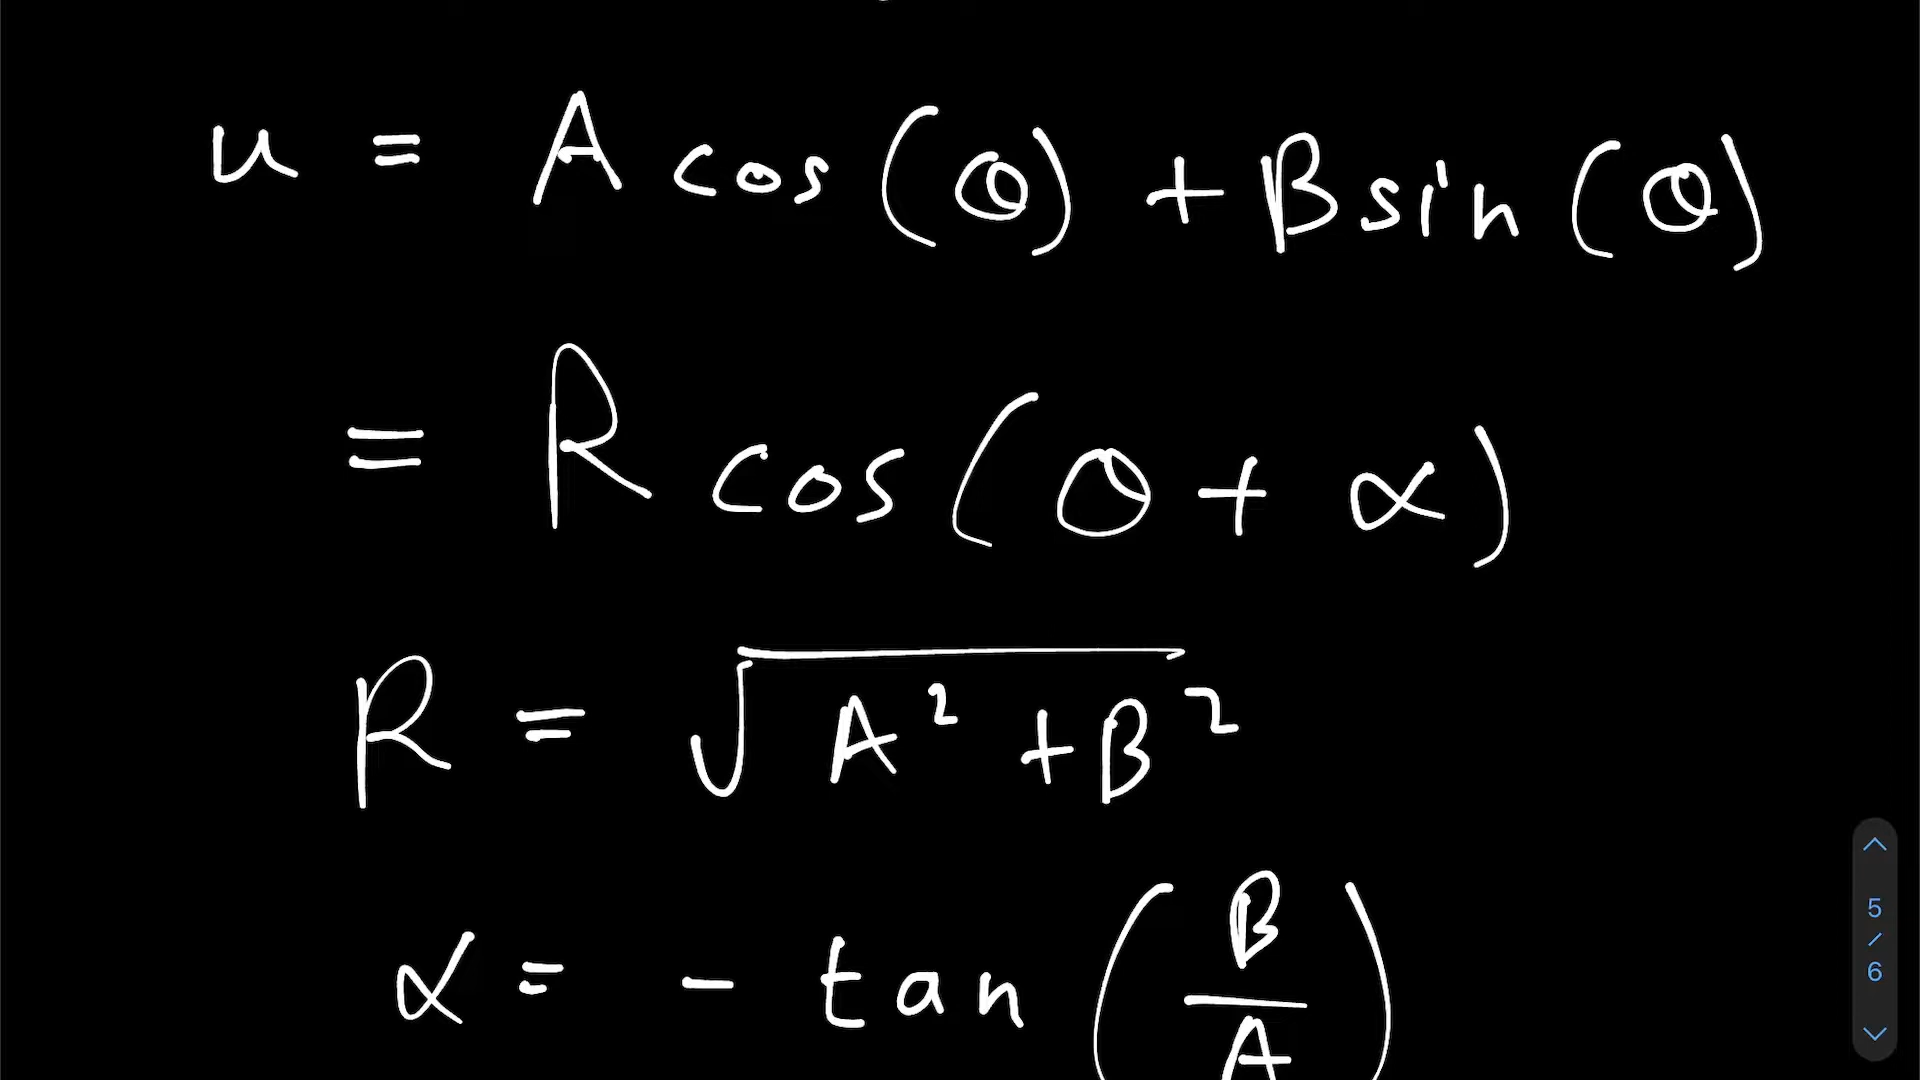 u = A cos(θ) + B sin(θ)
= R cos(θ + α)
R = √(A² + B²)
α = - tan(B/A)
5
/
6